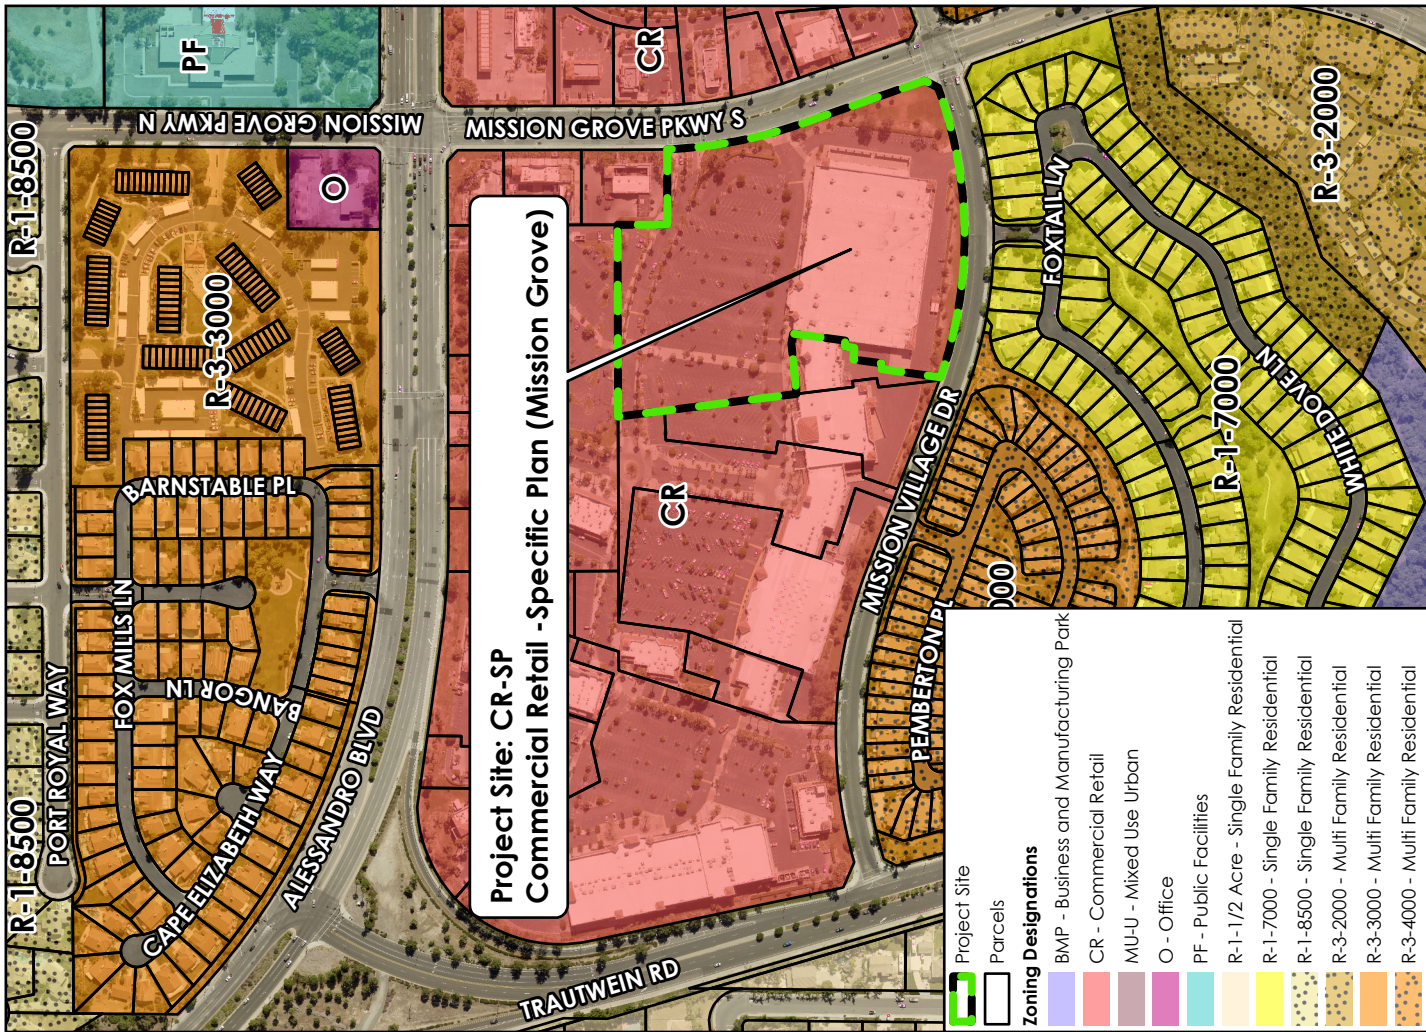 R-1-8500
R-1-8500
PORT ROYAL WAY
PF
MISSION GROVE PKWY N
CR
MISSION GROVE PKWY S
O
R-3-3000
BARNSTABLE PL
FOX MILLS LN
BANGOR LN
CAPE ELIZABETH WAY
ALESSANDRO BLVD
Project Site: CR-SP
Commercial Retail -Specific Plan (Mission Grove)
CR
TRAUTWEIN RD
MISSION VILLAGE DR
PEMBERTON PL
000
FOXTAIL LN
R-1-7000
WHITE DOVE LN
R-3-2000
Project Site
Parcels
Zoning Designations
BMP - Business and Manufacturing Park
CR - Commercial Retail
MU-U - Mixed Use Urban
O - Office
PF - Public Facilities
R-1-1/2 Acre - Single Family Residential
R-1-7000 - Single Family Residential
R-1-8500 - Single Family Residential
R-3-2000 - Multi Family Residential
R-3-3000 - Multi Family Residential
R-3-4000 - Multi Family Residential